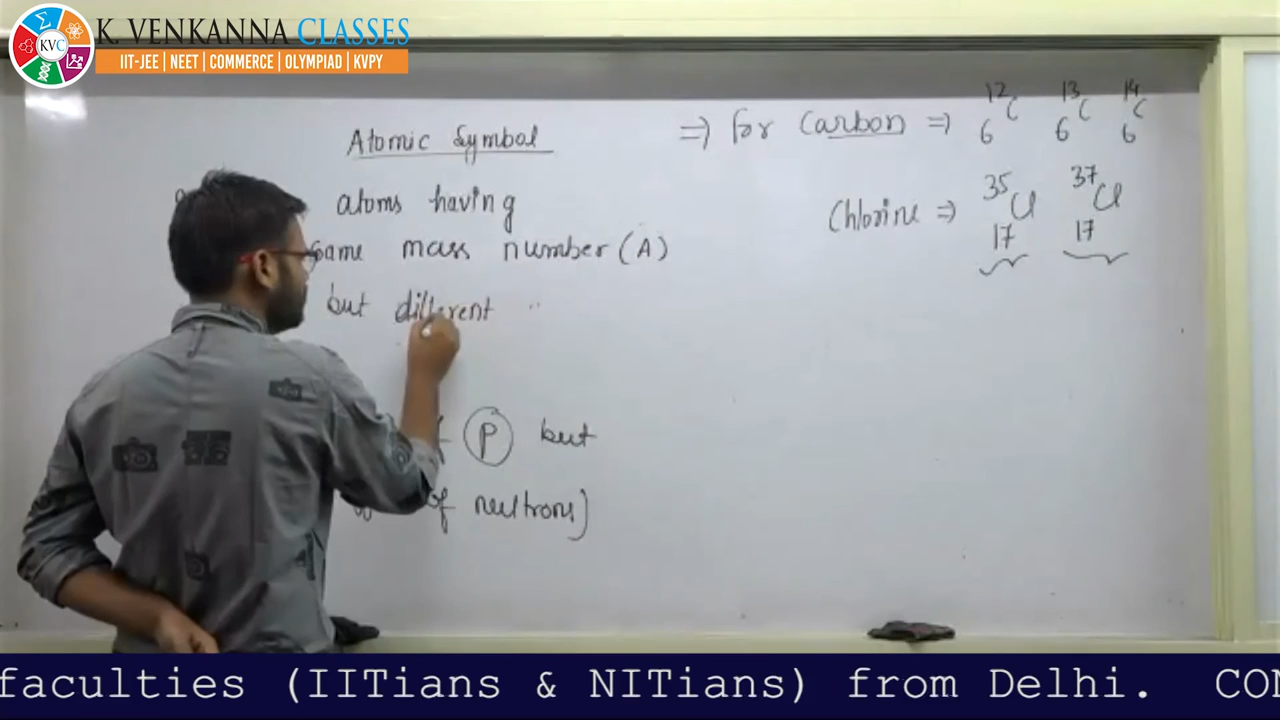 K. VENKANNA CLASSES
KVC
IIT-JEE | NEET | COMMERCE | OLYMPIAD | KVPY
Atomic Symbol
atoms having
same mass number (A)
but different
P but
of neutrons]
⇒ for Carbon ⇒ 12 6 C 13 6 C 14 6 C
Chlorine ⇒ 35 17 Cl 37 17 Cl
faculties (IITians & NITians) from Delhi. CON